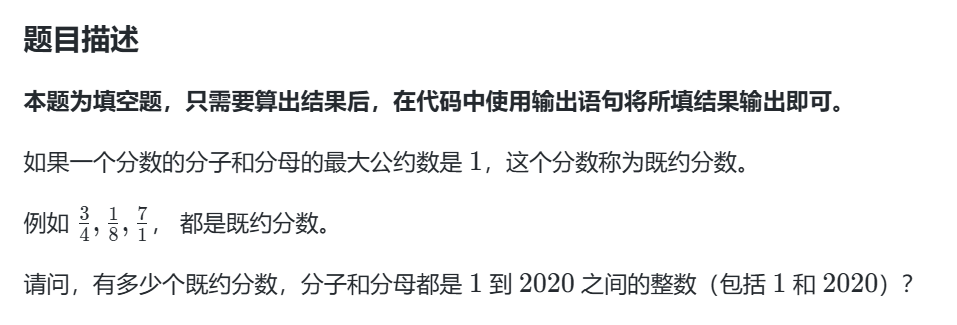 题目描述
本题为填空题，只需要算出结果后，在代码中使用输出语句将所填结果输出即可。
如果一个分数的分子和分母的最大公约数是 1，这个分数称为既约分数。
例如 3/4, 1/8, 7/1， 都是既约分数。
请问，有多少个既约分数，分子和分母都是 1 到 2020 之间的整数（包括 1 和 2020）？